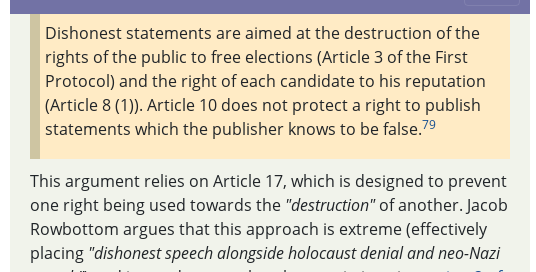 Dishonest statements are aimed at the destruction of the
rights of the public to free elections (Article 3 of the First
Protocol) and the right of each candidate to his reputation
(Article 8 (1)). Article 10 does not protect a right to publish
statements which the publisher knows to be false.79
This argument relies on Article 17, which is designed to prevent
one right being used towards the "destruction" of another. Jacob
Rowbottom argues that this approach is extreme (effectively
placing "dishonest speech alongside holocaust denial and neo-Nazi